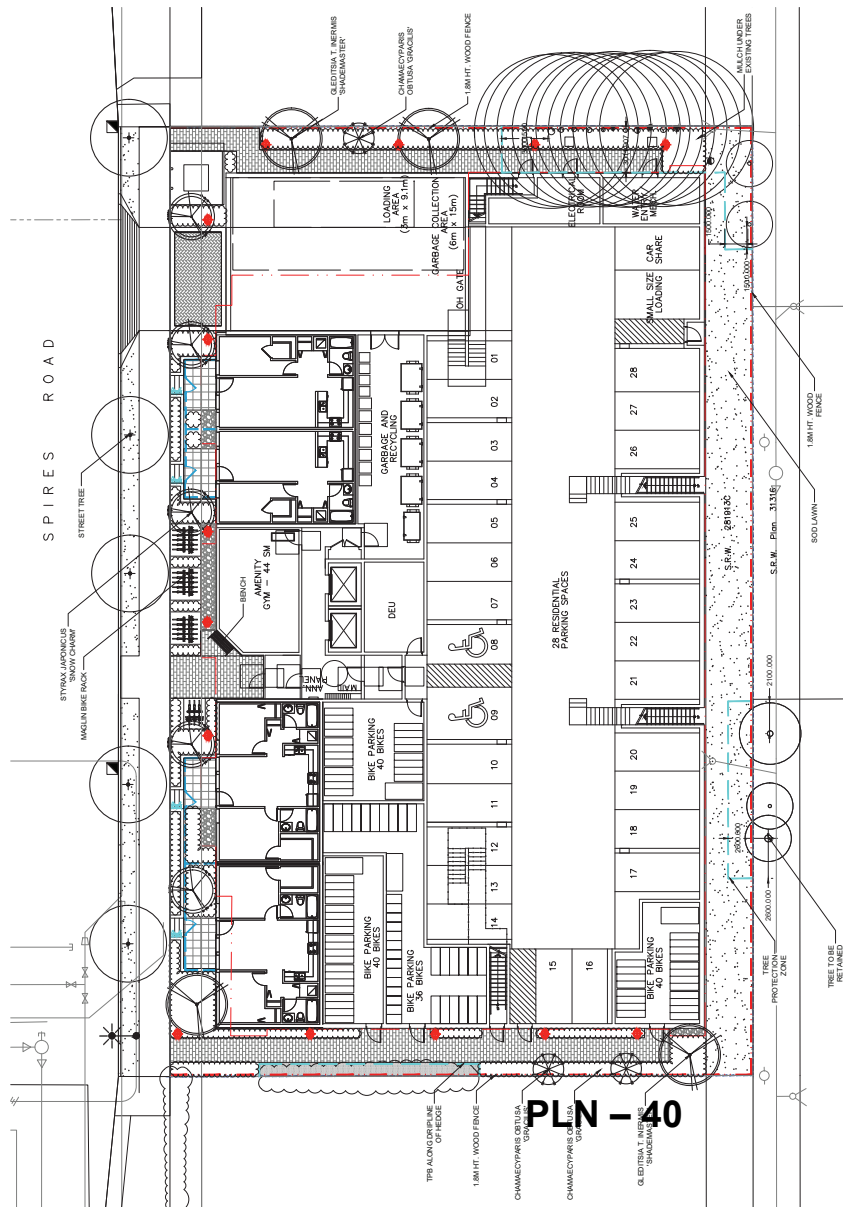 SPIRES ROAD
GLEDITSIA T. INERMIS
'SHADEMASTER'
CHAMAECYPARIS
OBTUSA 'GRACILIS'
1.8M HT. WOOD FENCE
MULCH UNDER
EXISTING TREES
STREET TREE
STYRAX JAPONICUS
'SNOW CHARM'
MAGLIN BIKE RACK
LOADING
AREA
(3m x 9.1m)
GARBAGE COLLECTION
AREA
(6m x 15m)
OH GATE
ELECTRICAL
ROOM
WATER
1500.000
1500.000
CAR
SHARE
SMALL SIZE
LOADING
GARBAGE AND
RECYCLING
AMENITY
GYM – 44 SM
BENCH
DEU
ANN.
PANEL
MAIL
01
02
03
04
05
06
07
08
09
10
11
12
13
14
15
16
17
18
19
20
21
22
23
24
25
26
27
28
28 RESIDENTIAL
PARKING SPACES
BIKE PARKING
40 BIKES
BIKE PARKING
40 BIKES
BIKE PARKING
36 BIKES
BIKE PARKING
40 BIKES
S.R.W. 281913C
S.R.W. Plan 31316
1.8M HT. WOOD
FENCE
SOD LAWN
2100.000
2600.600
2600.000
TREE
PROTECTION
ZONE
TREE TO BE
RETAINED
TPB ALONG DRIPLINE
OF HEDGE
1.8M HT. WOOD FENCE
CHAMAECYPARIS OBTUSA
'GRACILIS'
CHAMAECYPARIS OBTUSA
GLEDITSIA T. INERMIS
PLN – 40